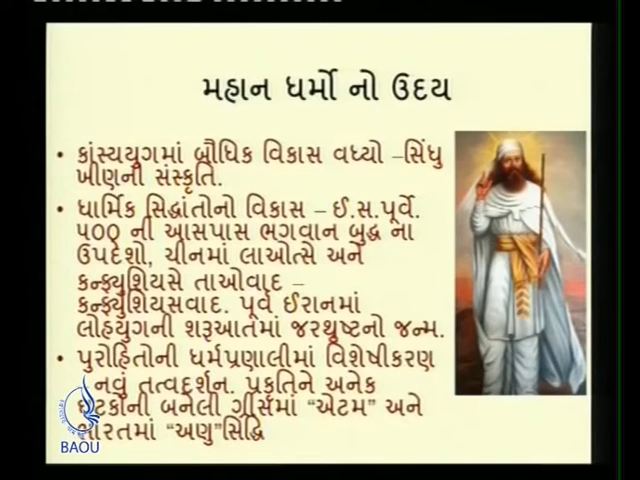 મહાન ધર્મો નો ઉદય
• કાંસ્યયુગમાં બૌધિક વિકાસ વધ્યો –સિંધુ
ખીણની સંસ્કૃતિ.
• ધાર્મિક સિદ્ધાંતોનો વિકાસ – ઈ.સ.પૂર્વે.
૫૦૦ ની આસપાસ ભગવાન બુદ્ધ ના
ઉપદેશો, ચીનમાં લાઓત્સે અને
કન્ફ્યુશિયસે તાઓવાદ –
કન્ફ્યુશિયસવાદ. પૂર્વ ઈરાનમાં
લોહયુગની શરૂઆતમાં જરથુષ્ટનો જન્મ.
• પુરોહિતોની ધર્મપ્રણાલીમાં વિશેષીકરણ
નવું તત્વદર્શન. પ્રકૃતિને અનેક
ઘટકોની બનેલી ગ્રીસમાં “એટમ” અને
ભારતમાં “અણુ”સિદ્ધિ
BAOU